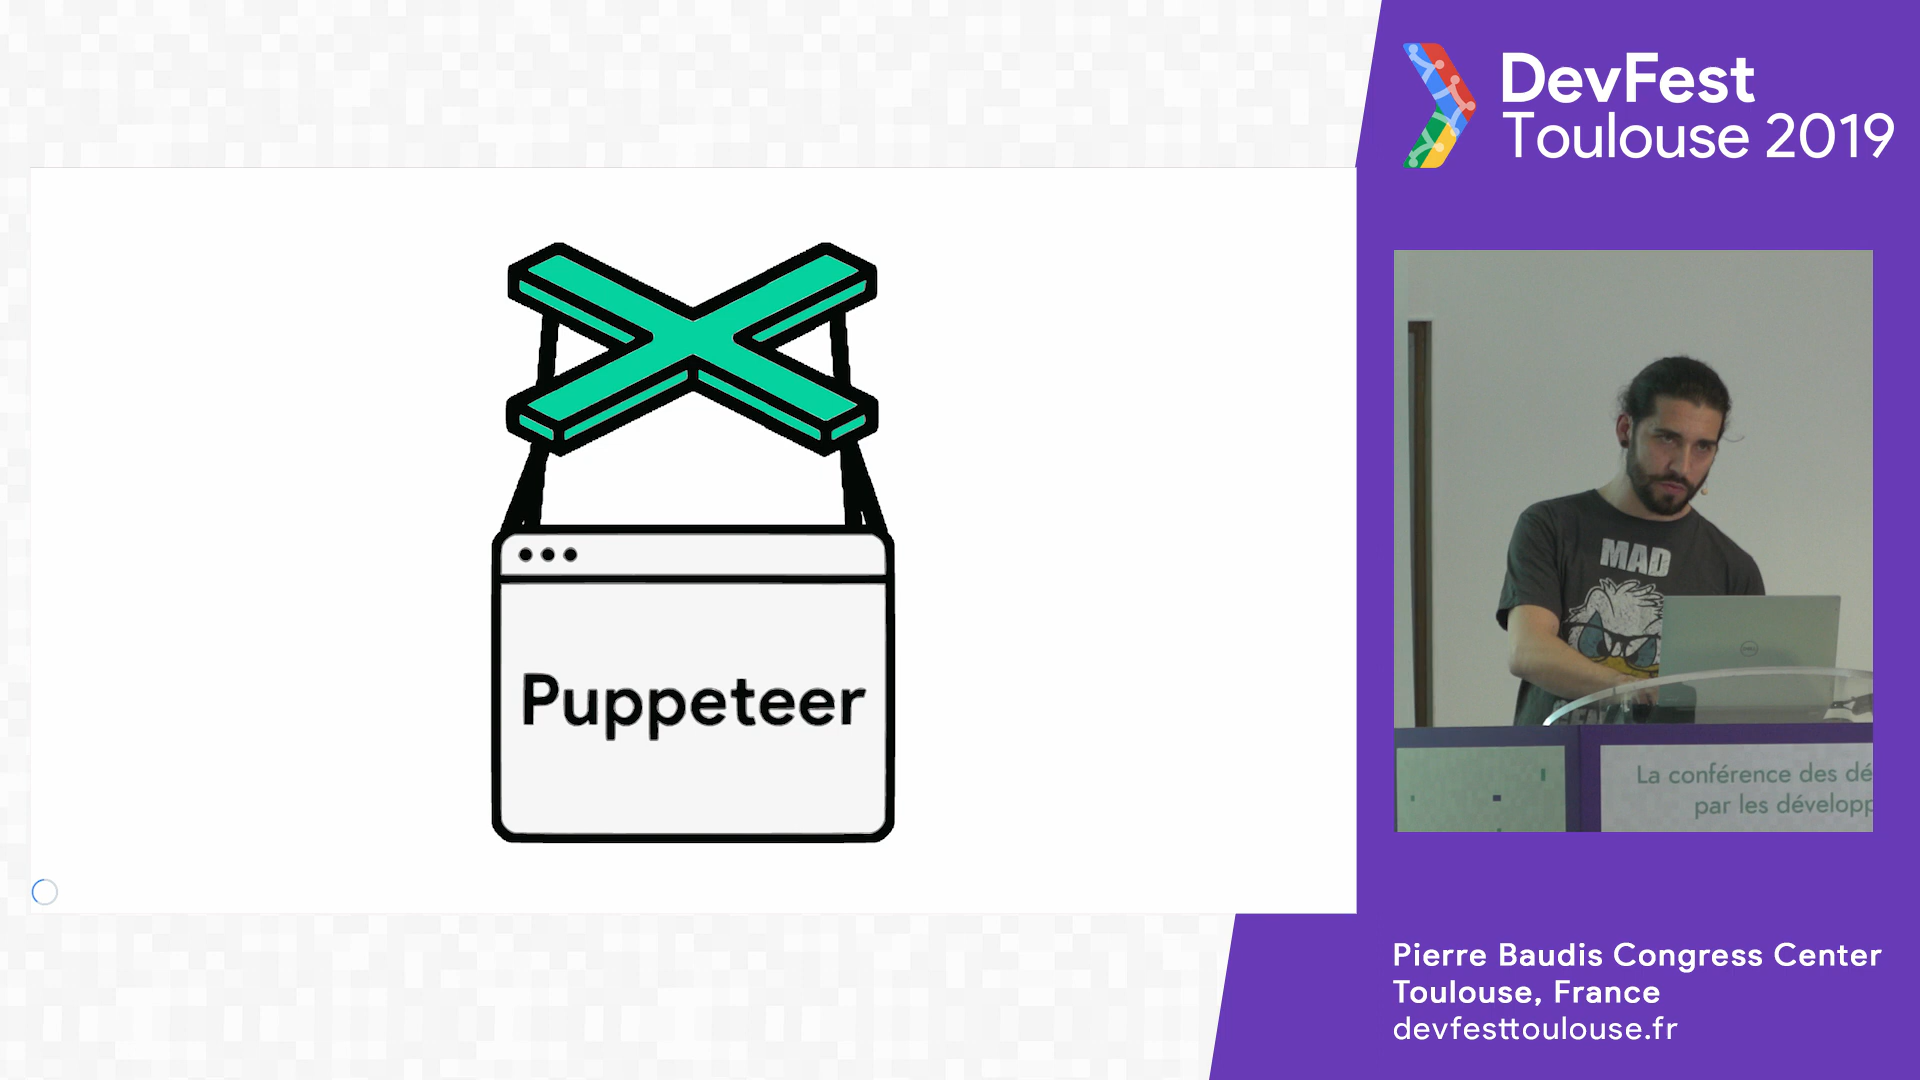 DevFest
Toulouse 2019
Puppeteer
MAD
La conférence des dé
par les développ
Pierre Baudis Congress Center
Toulouse, France
devfesttoulouse.fr